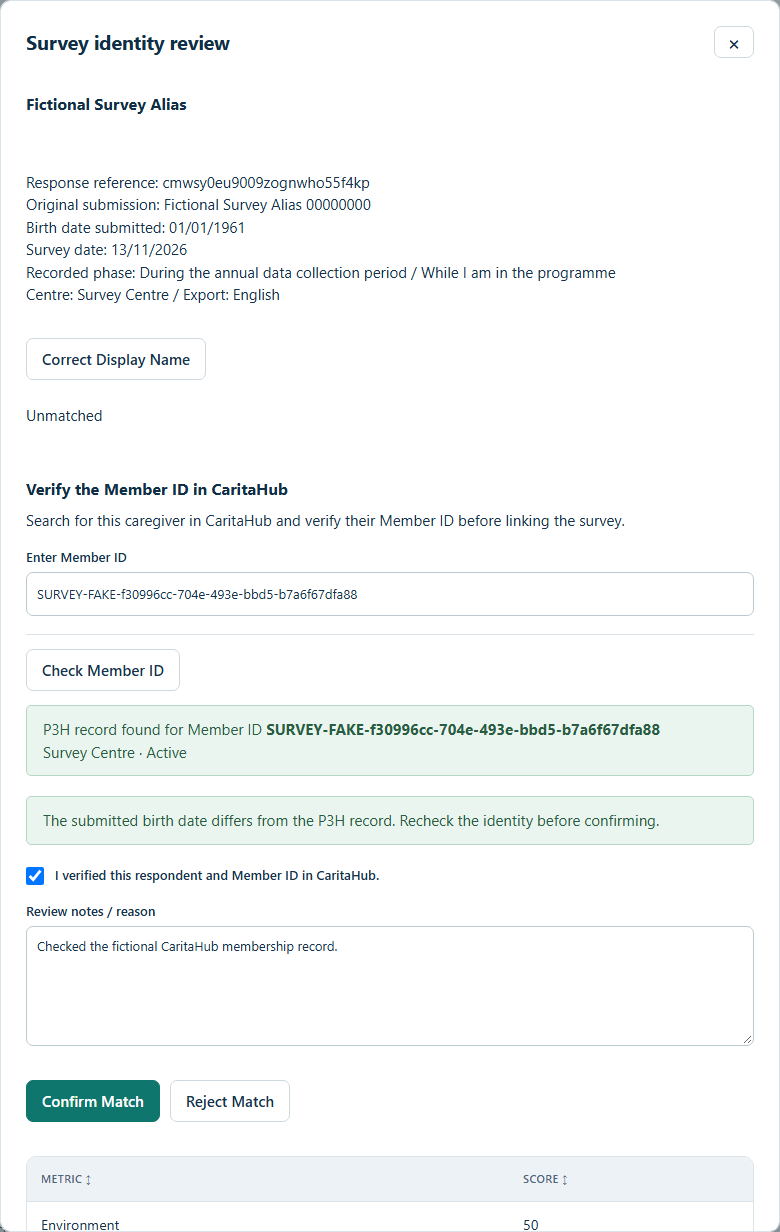 Survey identity review
×
Fictional Survey Alias
Response reference: cmwsy0eu9009zognwho55f4kp
Original submission: Fictional Survey Alias 00000000
Birth date submitted: 01/01/1961
Survey date: 13/11/2026
Recorded phase: During the annual data collection period / While I am in the programme
Centre: Survey Centre / Export: English
Correct Display Name
Unmatched
Verify the Member ID in CaritaHub
Search for this caregiver in CaritaHub and verify their Member ID before linking the survey.
Enter Member ID
SURVEY-FAKE-f30996cc-704e-493e-bbd5-b7a6f67dfa88
Check Member ID
P3H record found for Member ID SURVEY-FAKE-f30996cc-704e-493e-bbd5-b7a6f67dfa88
Survey Centre · Active
The submitted birth date differs from the P3H record. Recheck the identity before confirming.
I verified this respondent and Member ID in CaritaHub.
Review notes / reason
Checked the fictional CaritaHub membership record.
Confirm Match
Reject Match
METRIC ↕ SCORE ↕
Environment 50